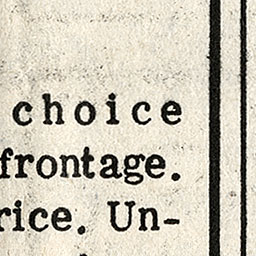 choice
frontage.
rice. Un-